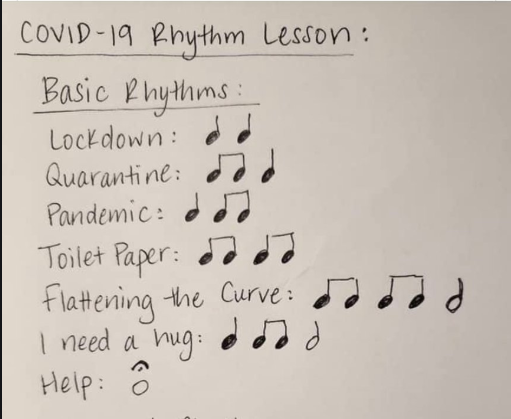 COVID-19 Rhythm Lesson:
Basic Rhythms:
Lockdown: ♩ ♩
Quarantine: ♫ ♩
Pandemic: ♩ ♫
Toilet Paper: ♫ ♫
Flattening the Curve: ♫ ♫ 𝅗𝅥
I need a hug: ♩ ♫ 𝅗𝅥
Help: 𝄐 𝅝